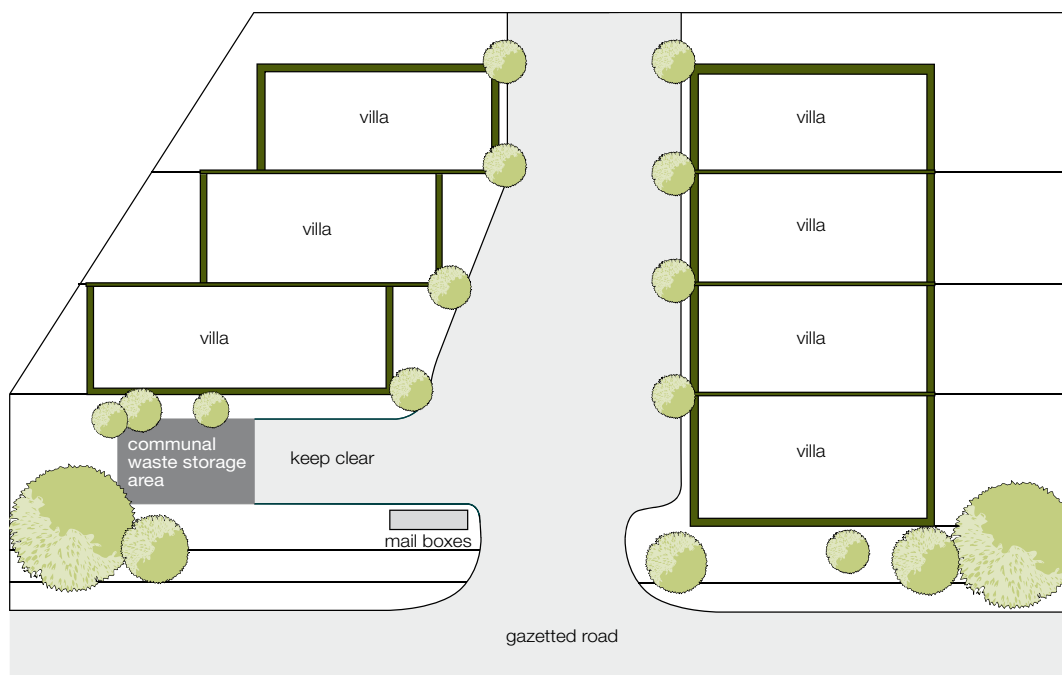 villa
villa
villa
villa
villa
villa
villa
communal
waste storage
area
keep clear
mail boxes
gazetted road